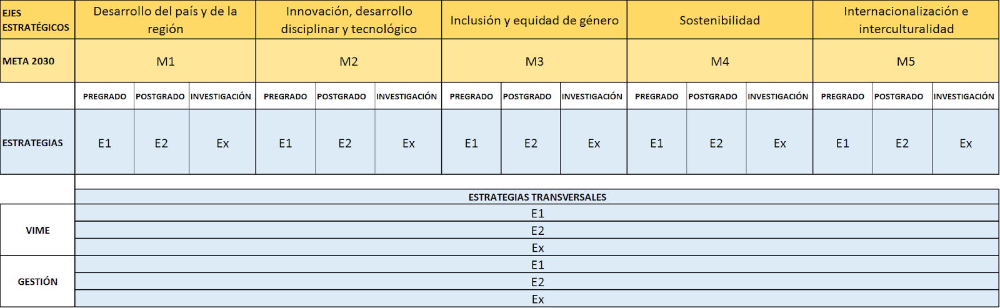 EJES ESTRATÉGICOS
Desarrollo del país y de la región
Innovación, desarrollo disciplinar y tecnológico
Inclusión y equidad de género
Sostenibilidad
Internacionalización e interculturalidad
META 2030
M1
M2
M3
M4
M5
PREGRADO POSTGRADO INVESTIGACIÓN PREGRADO POSTGRADO INVESTIGACIÓN PREGRADO POSTGRADO INVESTIGACIÓN PREGRADO POSTGRADO INVESTIGACIÓN PREGRADO POSTGRADO INVESTIGACIÓN
ESTRATEGIAS E1 E2 Ex E1 E2 Ex E1 E2 Ex E1 E2 Ex E1 E2 Ex
ESTRATEGIAS TRANSVERSALES
VIME
E1
E2
Ex
GESTIÓN
E1
E2
Ex